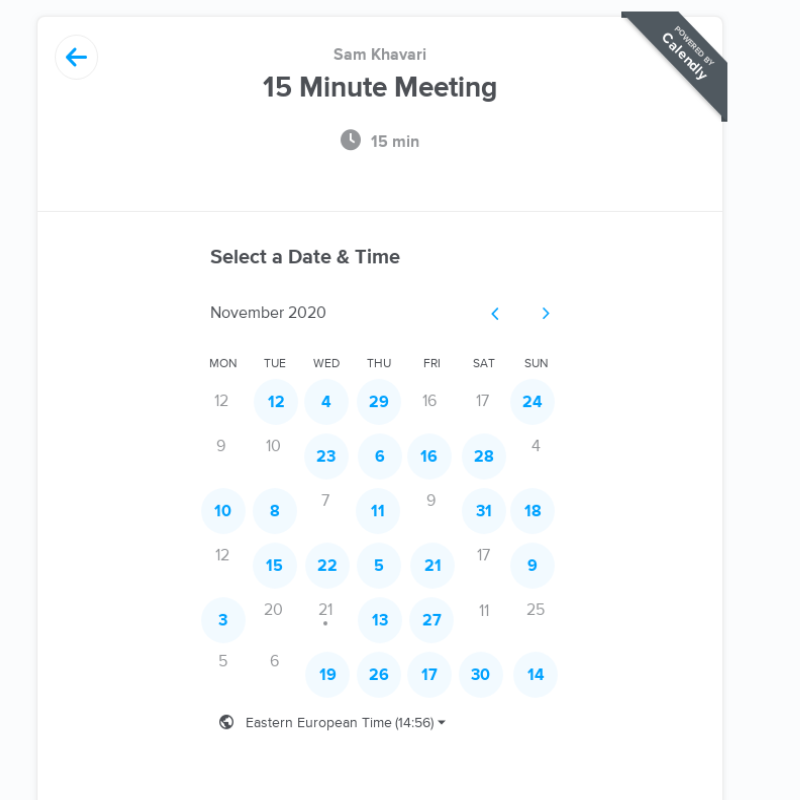 POWERED BY
Calendly
Sam Khavari
15 Minute Meeting
15 min
Select a Date & Time
November 2020
MON TUE WED THU FRI SAT SUN
12 12 4 29 16 17 24
9 10 23 6 16 28 4
10 8 7 11 9 31 18
12 15 22 5 21 17 9
3 20 21 13 27 11 25
5 6 19 26 17 30 14
Eastern European Time (14:56)